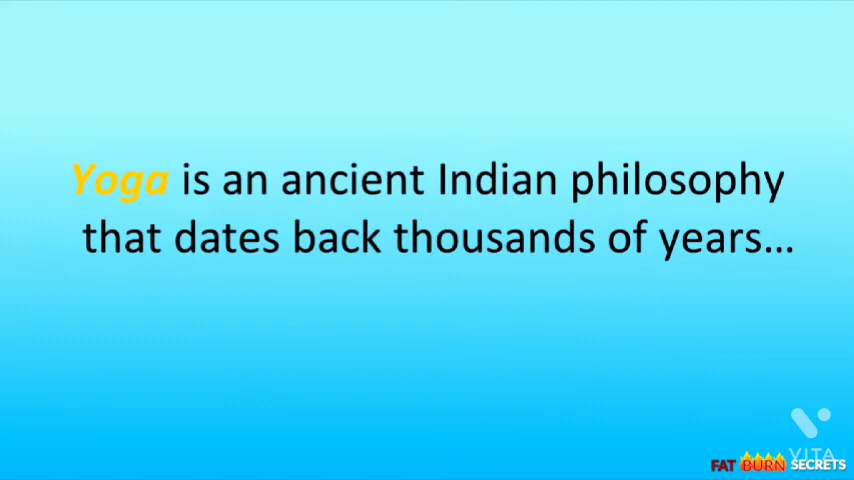 Yoga is an ancient Indian philosophy
that dates back thousands of years...
VITA
FAT BURN SECRETS